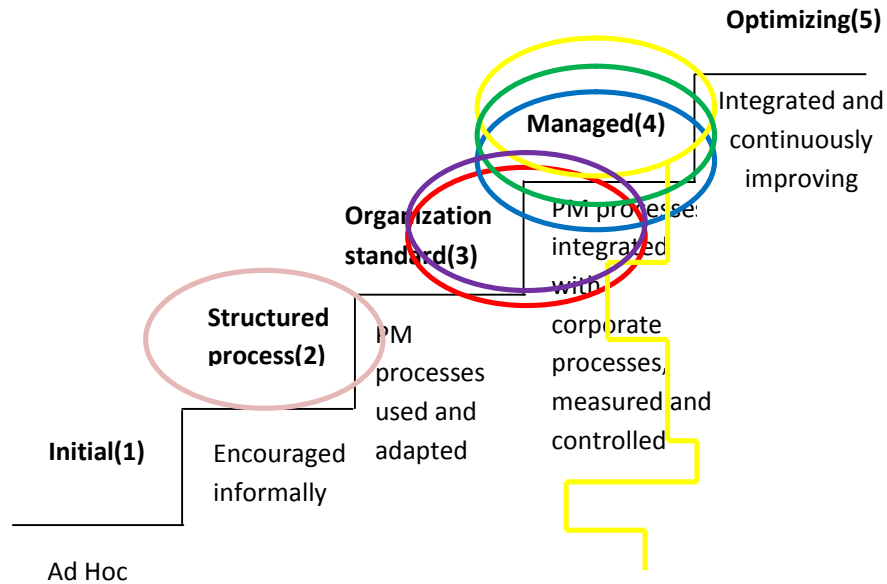 Optimizing(5)
Integrated and
continuously
improving
Managed(4)
PM processes
integrated
with
corporate
processes,
measured and
controlled
Organization
standard(3)
PM
processes
used and
adapted
Structured
process(2)
Encouraged
informally
Initial(1)
Ad Hoc